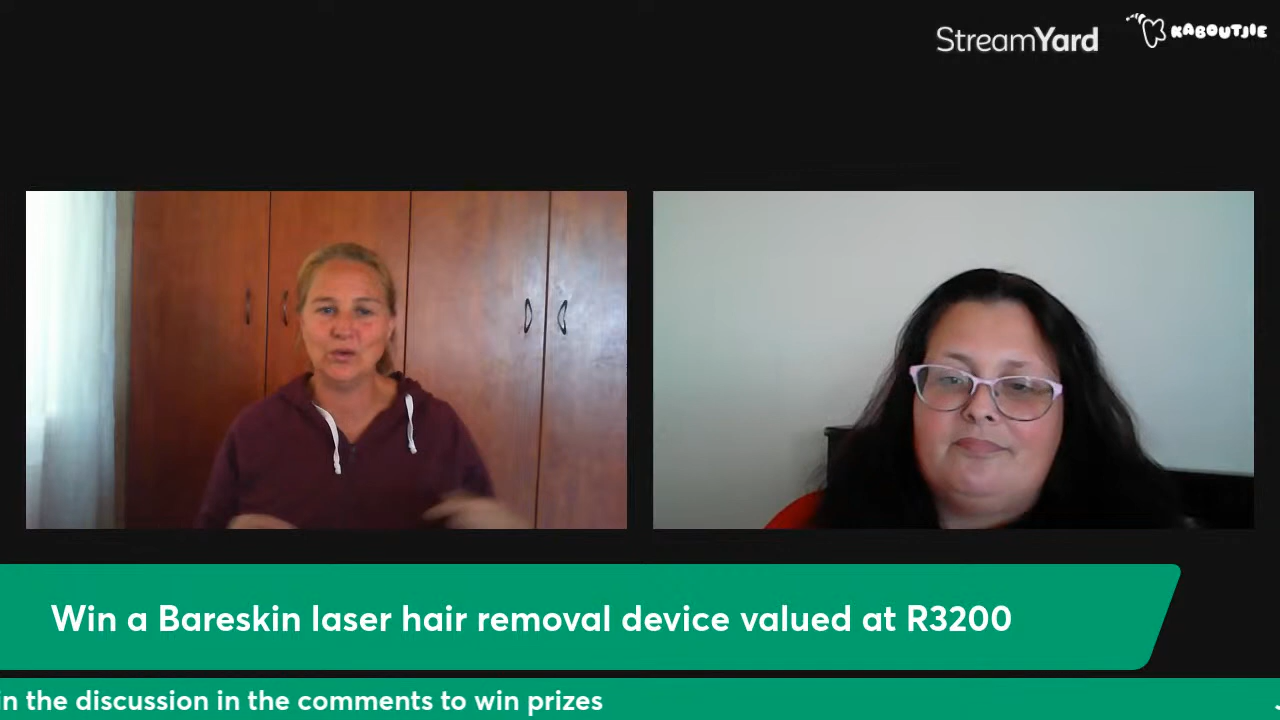 StreamYard
KABOUTJIE
Win a Bareskin laser hair removal device valued at R3200
in the discussion in the comments to win prizes